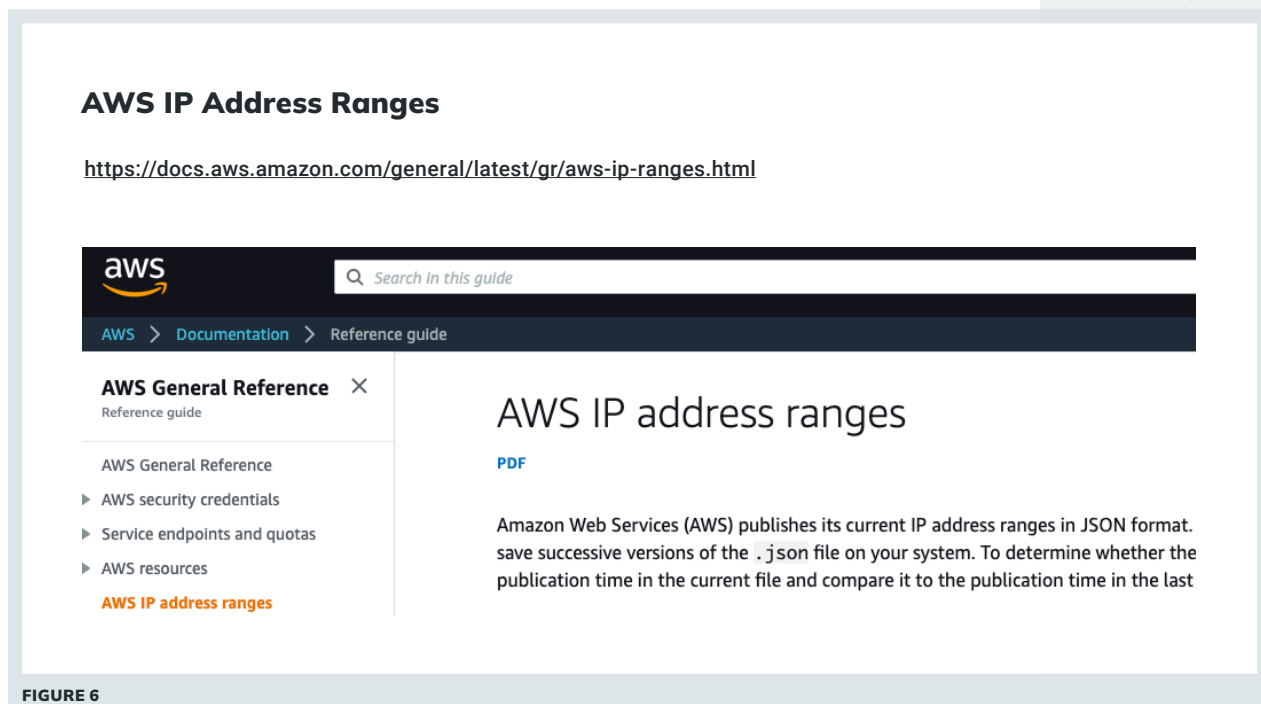 AWS IP Address Ranges
https://docs.aws.amazon.com/general/latest/gr/aws-ip-ranges.html
aws
Search in this guide
AWS > Documentation > Reference guide
AWS General Reference ✕
Reference guide
AWS General Reference
AWS security credentials
Service endpoints and quotas
AWS resources
AWS IP address ranges
AWS IP address ranges
PDF
Amazon Web Services (AWS) publishes its current IP address ranges in JSON format.
save successive versions of the .json file on your system. To determine whether the
publication time in the current file and compare it to the publication time in the last
FIGURE 6